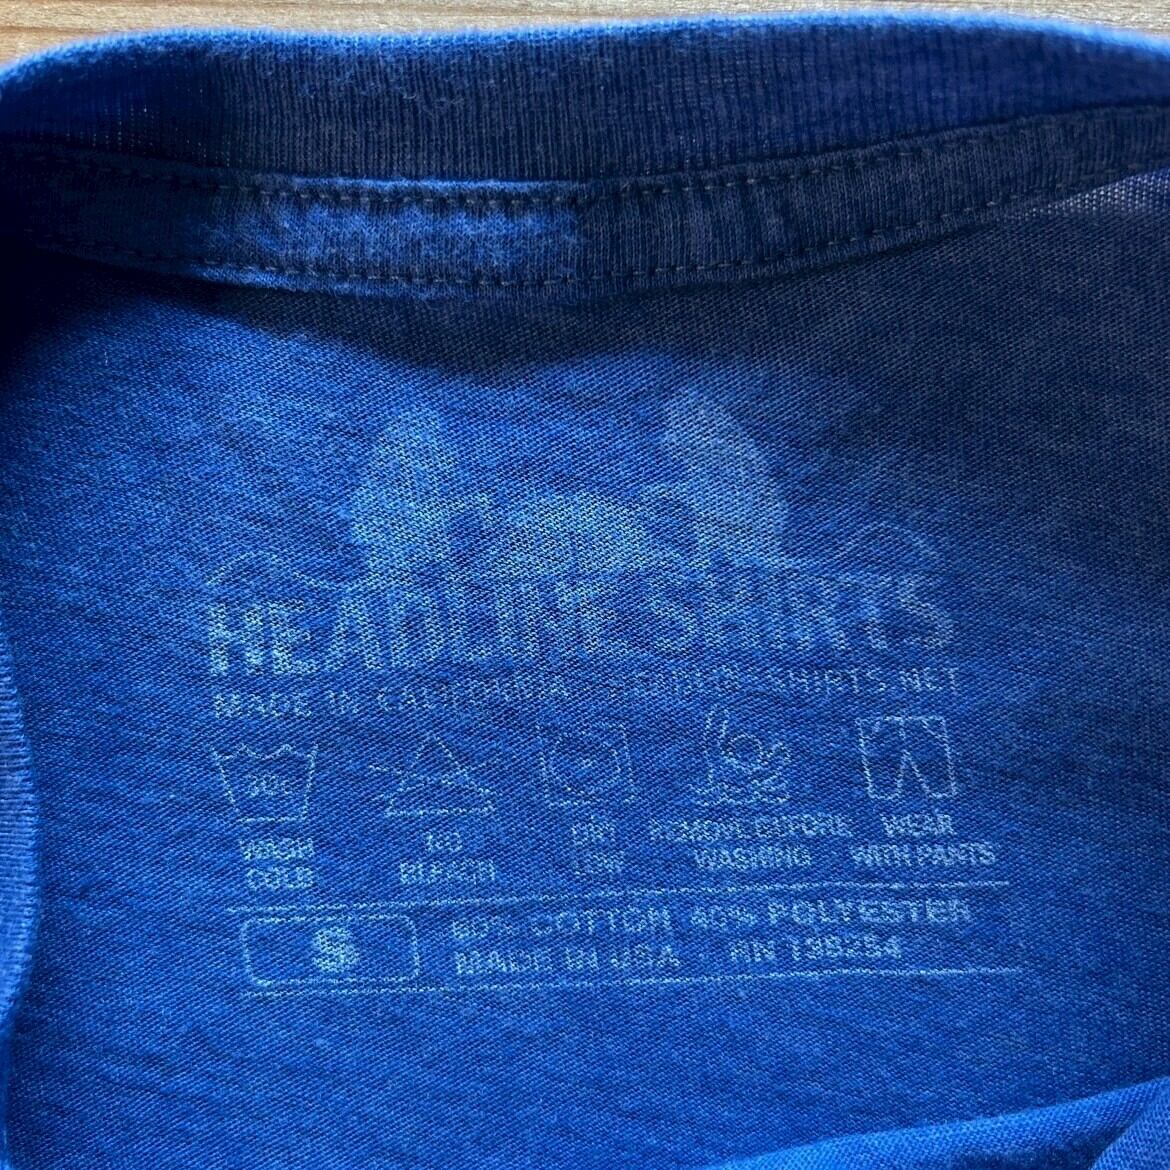 HEADLINE SHIRTS
MADE IN CALIFORNIA
SHIRTS.NET
30c
WASH COLD
NO BLEACH
DRY LOW
REMOVE BEFORE WASHING
WEAR WITH PANTS
S
60% COTTON 40% POLYESTER
MADE IN USA RN 138254